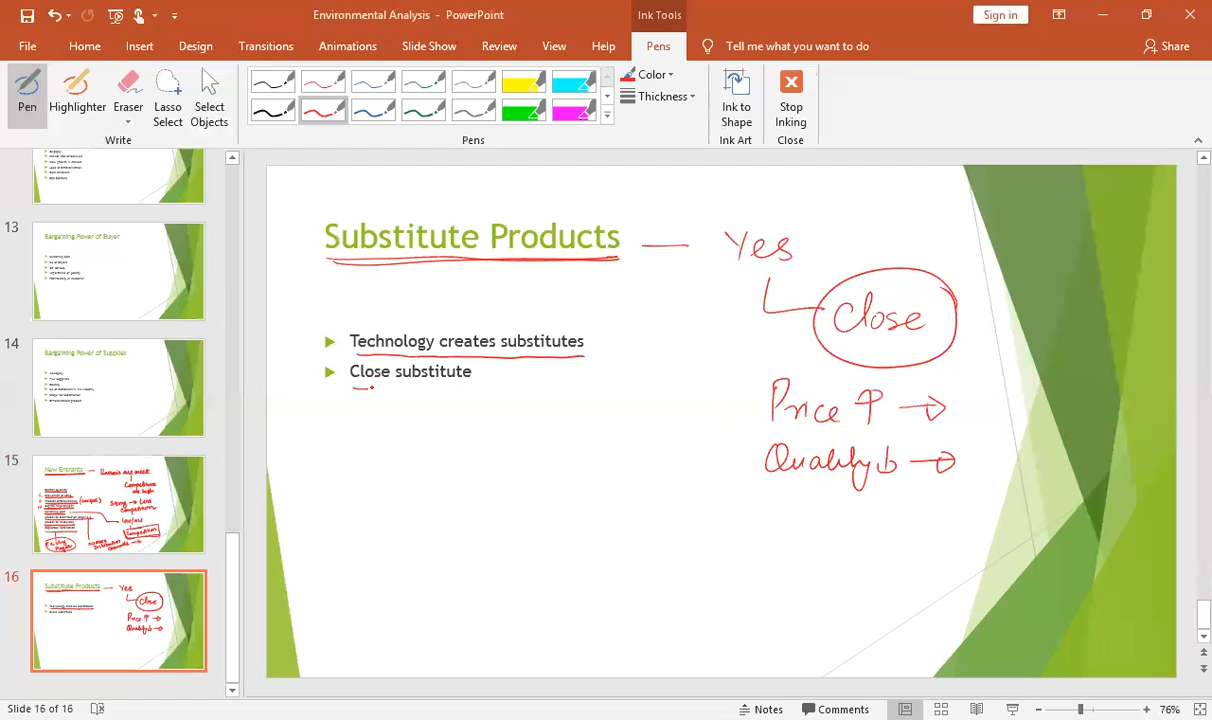 Environmental Analysis - PowerPoint
Ink Tools
Sign in
File Home Insert Design Transitions Animations Slide Show Review View Help Pens Tell me what you want to do Share
Pen
Highlighter
Eraser
Lasso Select
Select Objects
Color
Thickness
Ink to Shape
Stop Inking
Write
Pens
Ink Art
Close
13
Bargaining Power of Buyer
14
Bargaining Power of Supplier
15
New Entrants
16
Substitute Products
Yes
Close
Price ↑ →
Substitute Products — Yes
Close
Technology creates substitutes
Close substitute
Price ↑ →
Quality ↓ →
Slide 16 of 16
Notes
Comments
76%